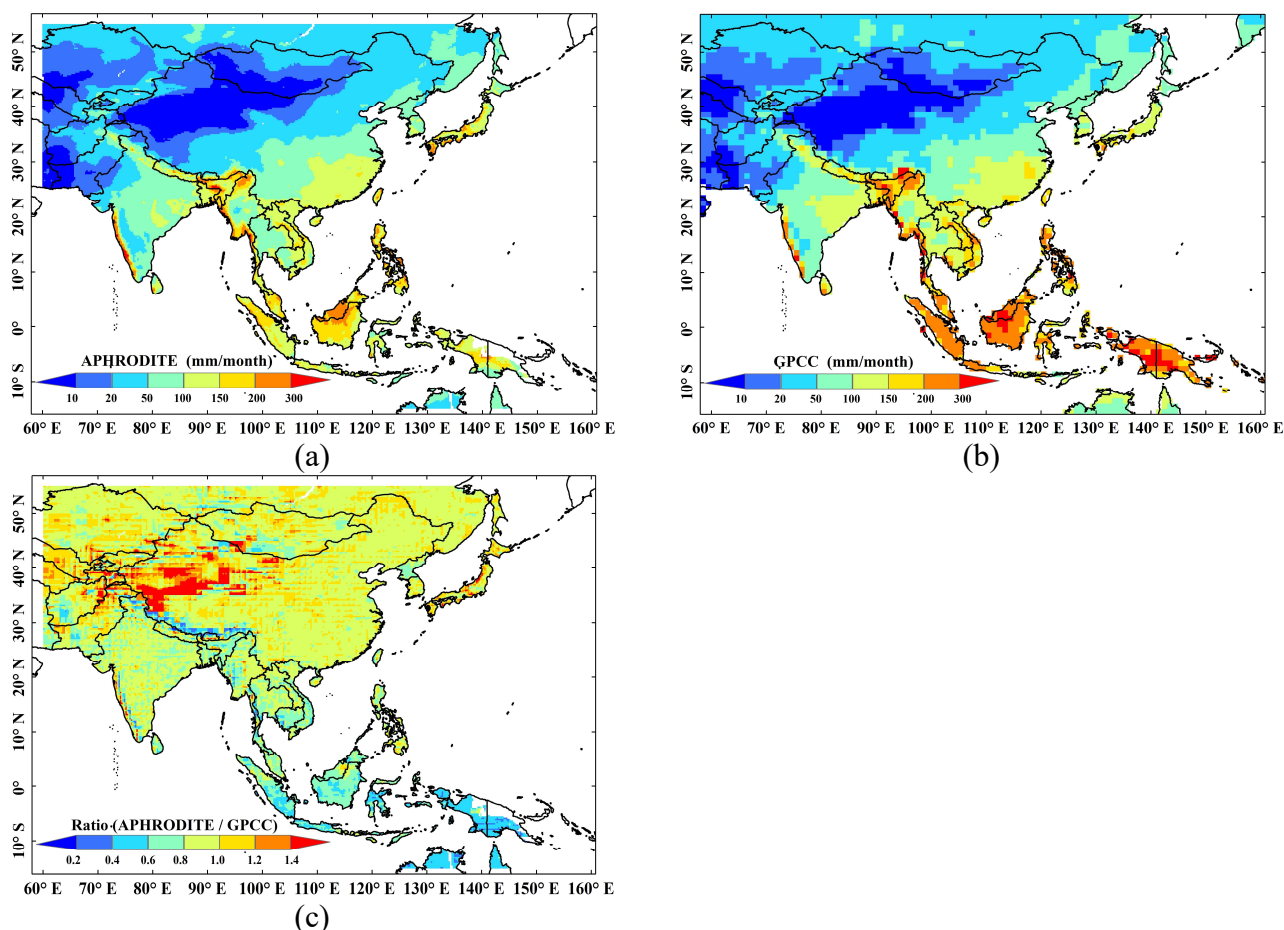 50° N
40° N
30° N
20° N
10° N
0°
10° S
APHRODITE (mm/month)
10 20 50 100 150 200 300
60° E 70° E 80° E 90° E 100° E 110° E 120° E 130° E 140° E 150° E 160° E
(a)
50° N
40° N
30° N
20° N
10° N
0°
10° S
GPCC (mm/month)
10 20 50 100 150 200 300
60° E 70° E 80° E 90° E 100° E 110° E 120° E 130° E 140° E 150° E 160° E
(b)
50° N
40° N
30° N
20° N
10° N
0°
10° S
Ratio (APHRODITE / GPCC)
0.2 0.4 0.6 0.8 1.0 1.2 1.4
60° E 70° E 80° E 90° E 100° E 110° E 120° E 130° E 140° E 150° E 160° E
(c)